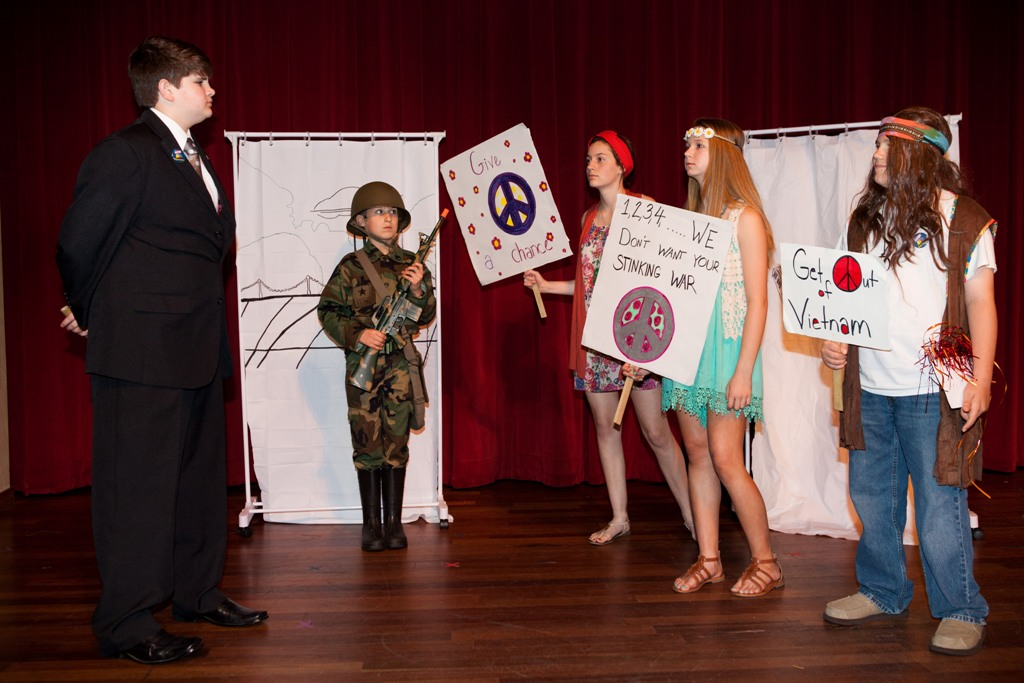 Give
a chance
1,2,3,4 ..... WE
DON'T WANT YOUR
STINKING WAR
Get Out
of
Vietnam